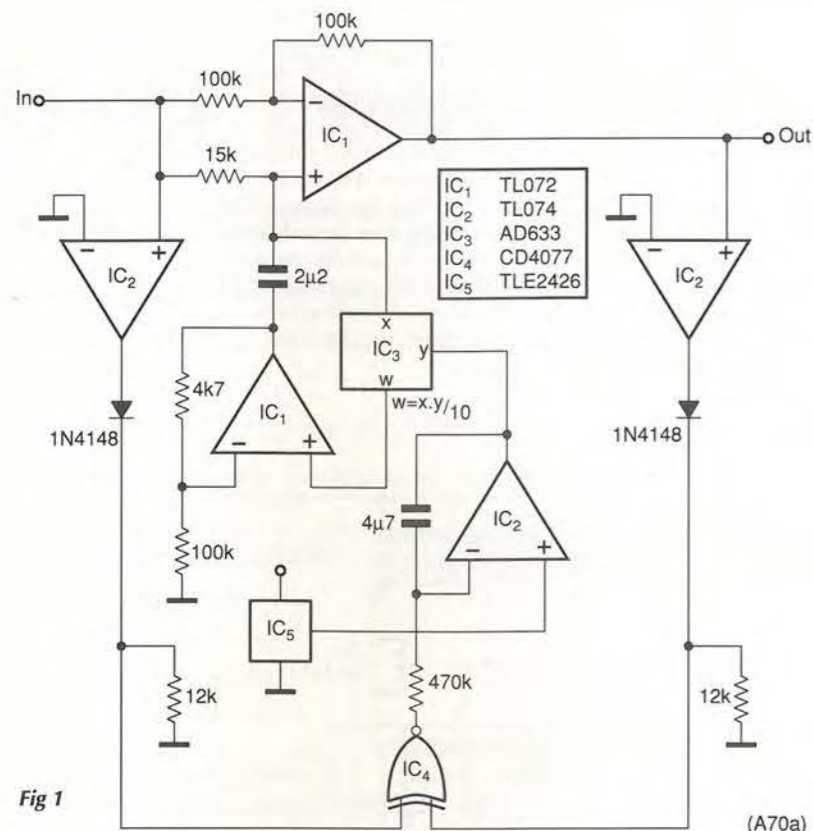 100k
100k
In
IC1
15k
Out
IC1 TL072
IC2 TL074
IC3 AD633
IC4 CD4077
IC5 TLE2426
− +
IC2
− +
IC2
2µ2
x
IC3
y
w
w=x.y/10
4k7
IC1
− +
1N4148
1N4148
4µ7
IC2
− +
100k
IC5
470k
12k
12k
IC4
Fig 1
(A70a)